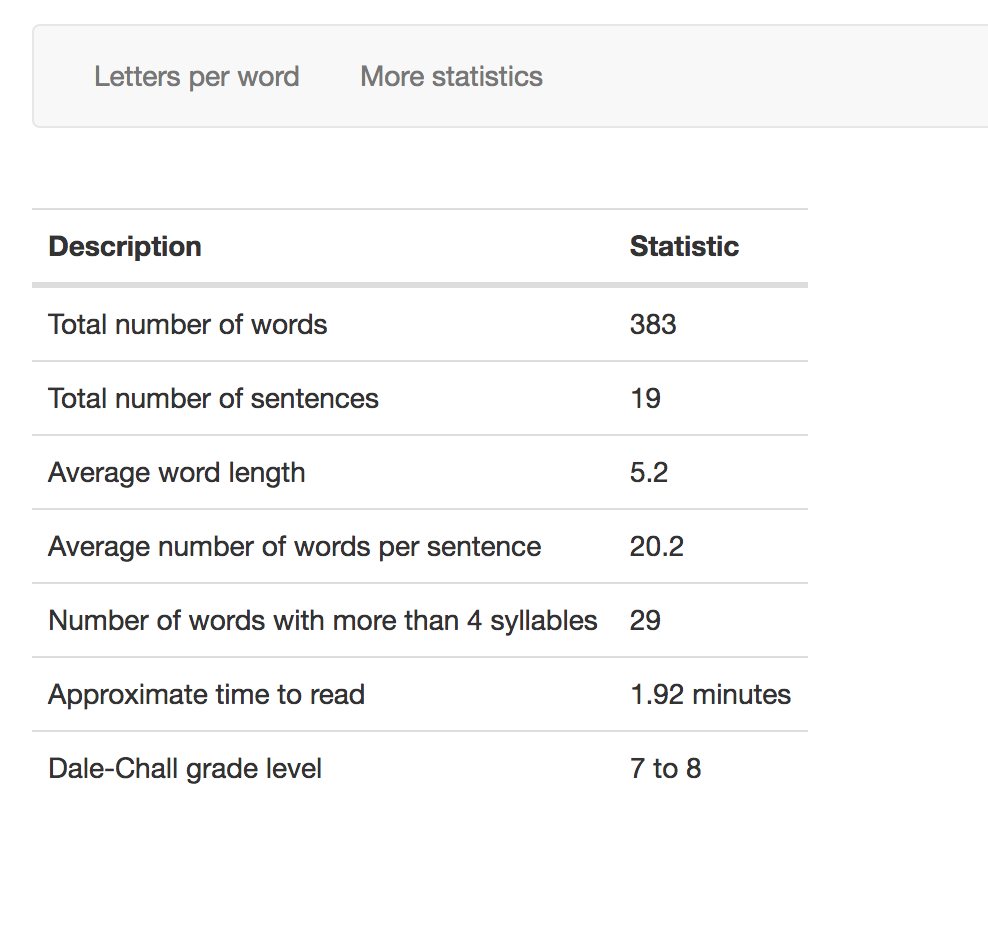 Letters per word More statistics
Description Statistic
Total number of words 383
Total number of sentences 19
Average word length 5.2
Average number of words per sentence 20.2
Number of words with more than 4 syllables 29
Approximate time to read 1.92 minutes
Dale-Chall grade level 7 to 8